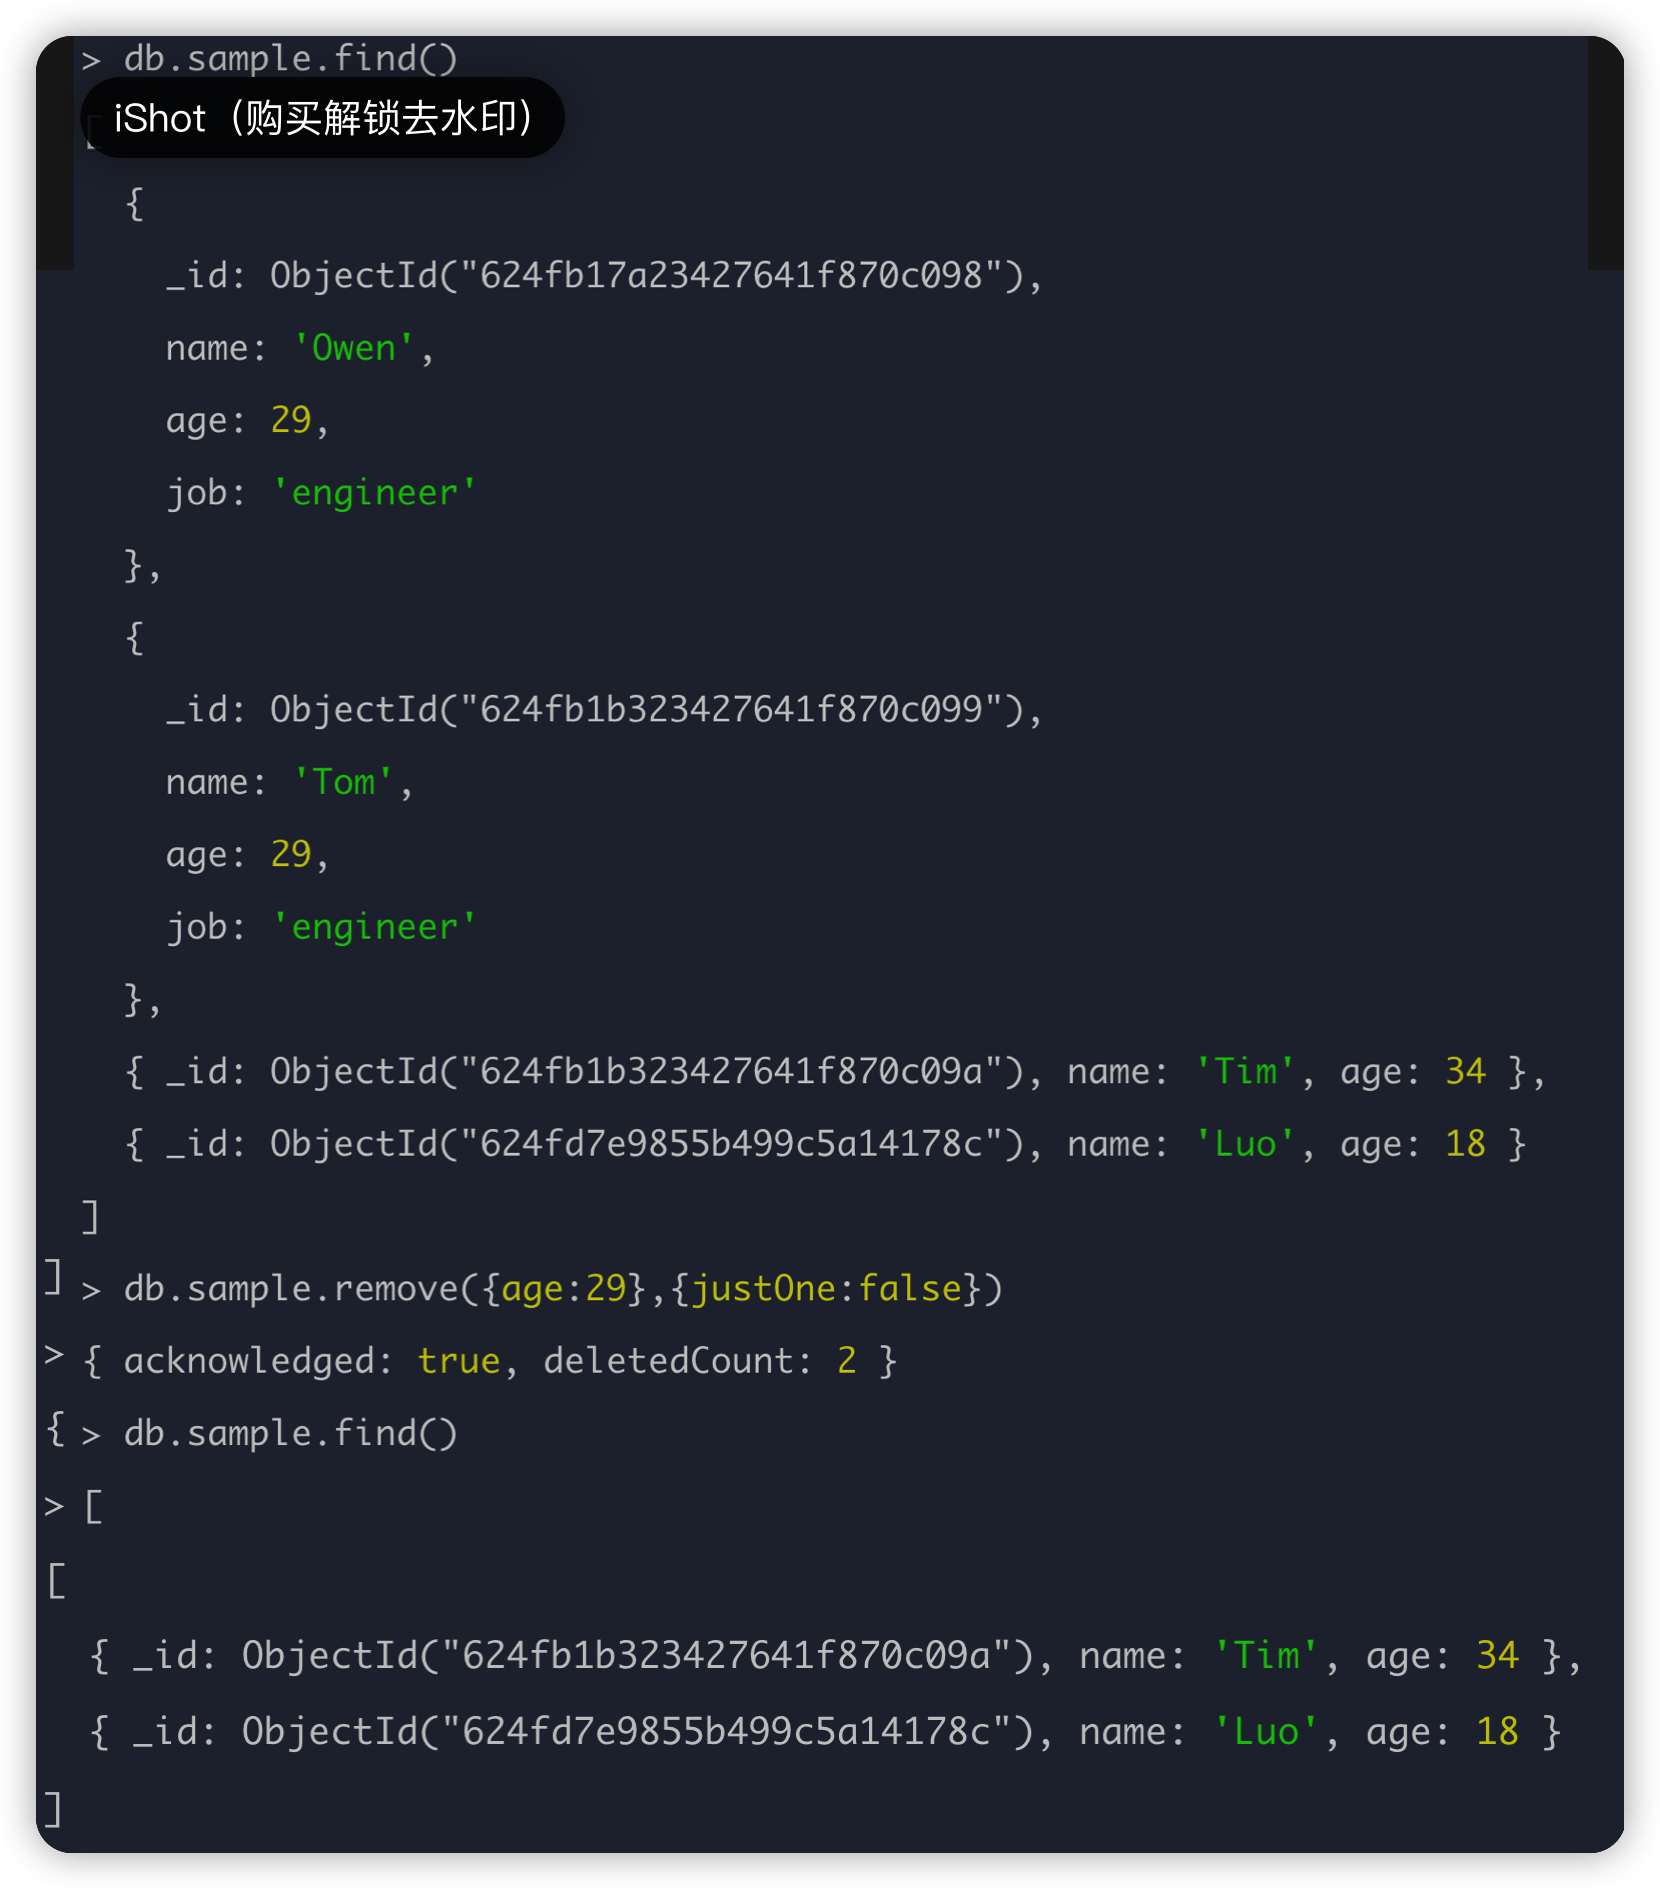 > db.sample.find()
iShot（购买解锁去水印）
[
{
_id: ObjectId("624fb17a23427641f870c098"),
name: 'Owen',
age: 29,
job: 'engineer'
},
{
_id: ObjectId("624fb1b323427641f870c099"),
name: 'Tom',
age: 29,
job: 'engineer'
},
{ _id: ObjectId("624fb1b323427641f870c09a"), name: 'Tim', age: 34 },
{ _id: ObjectId("624fd7e9855b499c5a14178c"), name: 'Luo', age: 18 }
]
] > db.sample.remove({age:29},{justOne:false})
> { acknowledged: true, deletedCount: 2 }
{ > db.sample.find()
> [
[
{ _id: ObjectId("624fb1b323427641f870c09a"), name: 'Tim', age: 34 },
{ _id: ObjectId("624fd7e9855b499c5a14178c"), name: 'Luo', age: 18 }
]